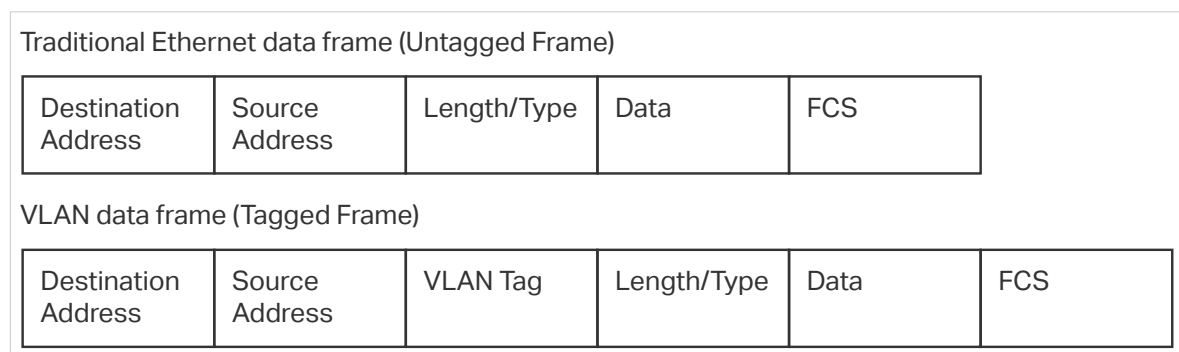 Traditional Ethernet data frame (Untagged Frame)
Destination Address
Source Address
Length/Type
Data
FCS
VLAN data frame (Tagged Frame)
Destination Address
Source Address
VLAN Tag
Length/Type
Data
FCS